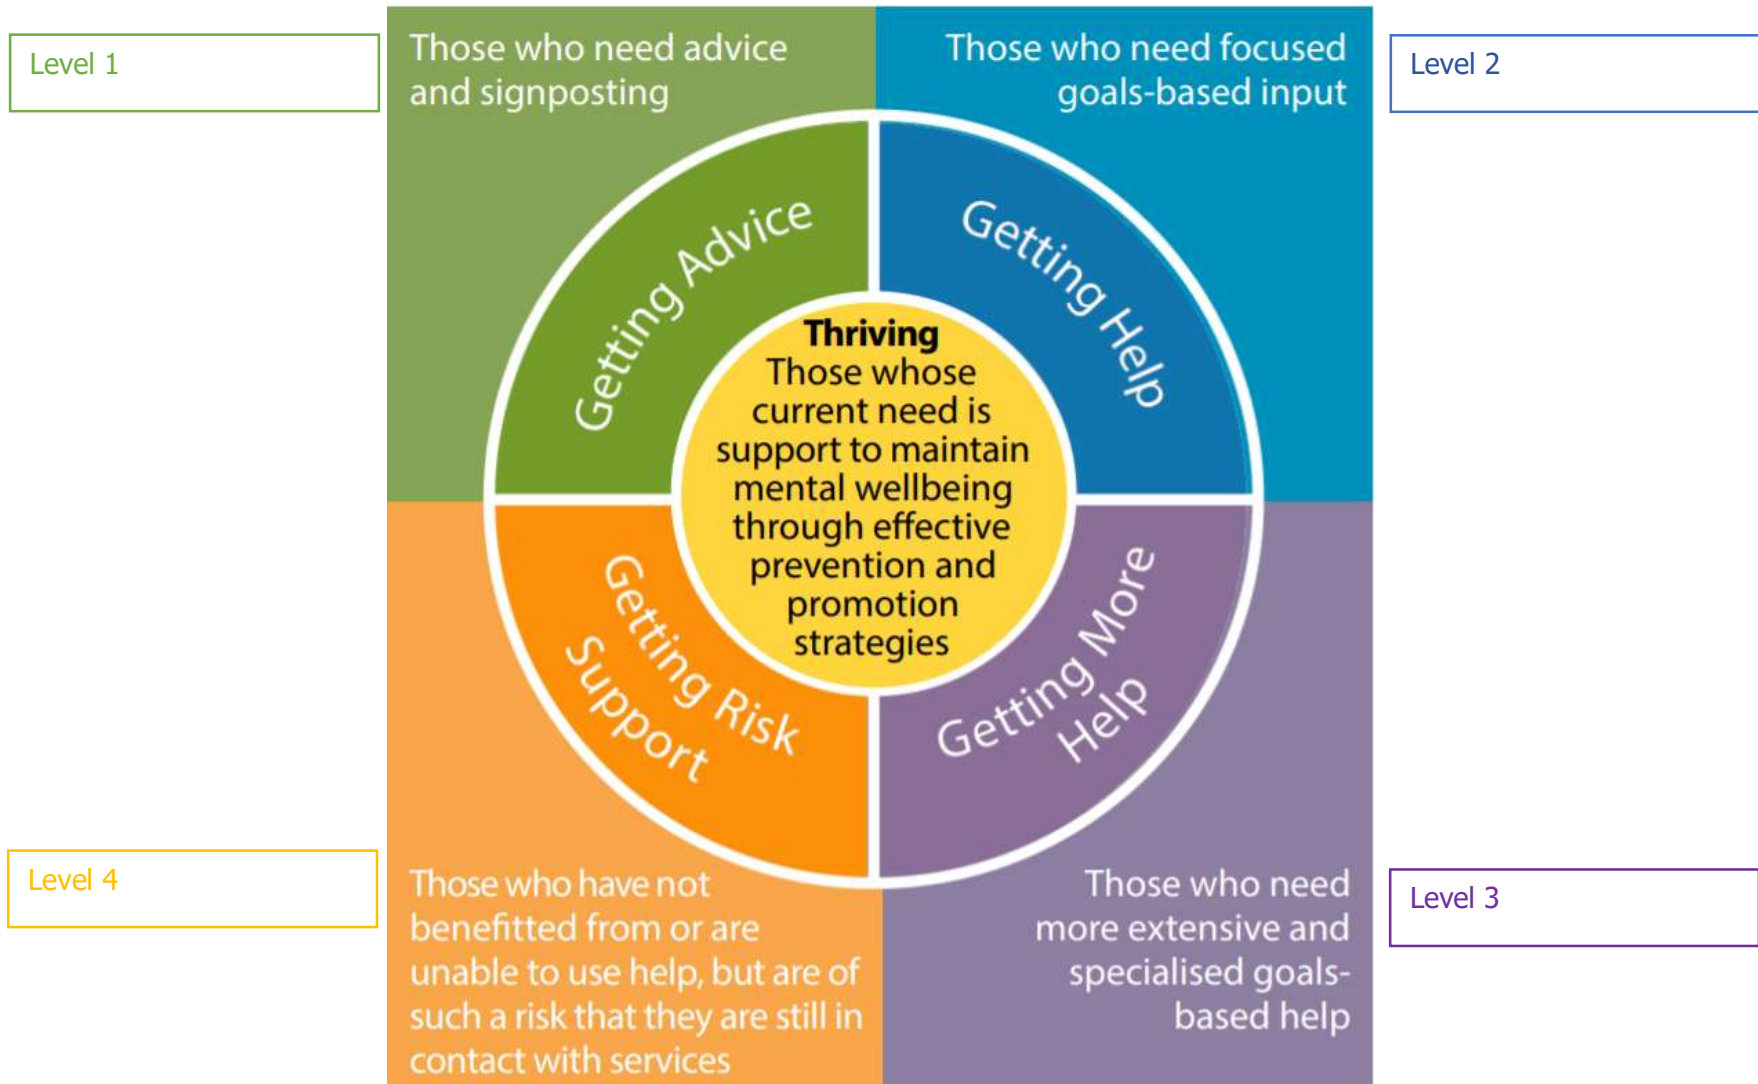 Level 1
Those who need advice
and signposting
Those who need focused
goals-based input
Level 2
Getting Advice
Getting Help
Thriving
Those whose
current need is
support to maintain
mental wellbeing
through effective
prevention and
promotion
strategies
Getting Risk
Support
Getting More
Help
Level 4
Those who have not
benefitted from or are
unable to use help, but are of
such a risk that they are still in
contact with services
Those who need
more extensive and
specialised goals-
based help
Level 3